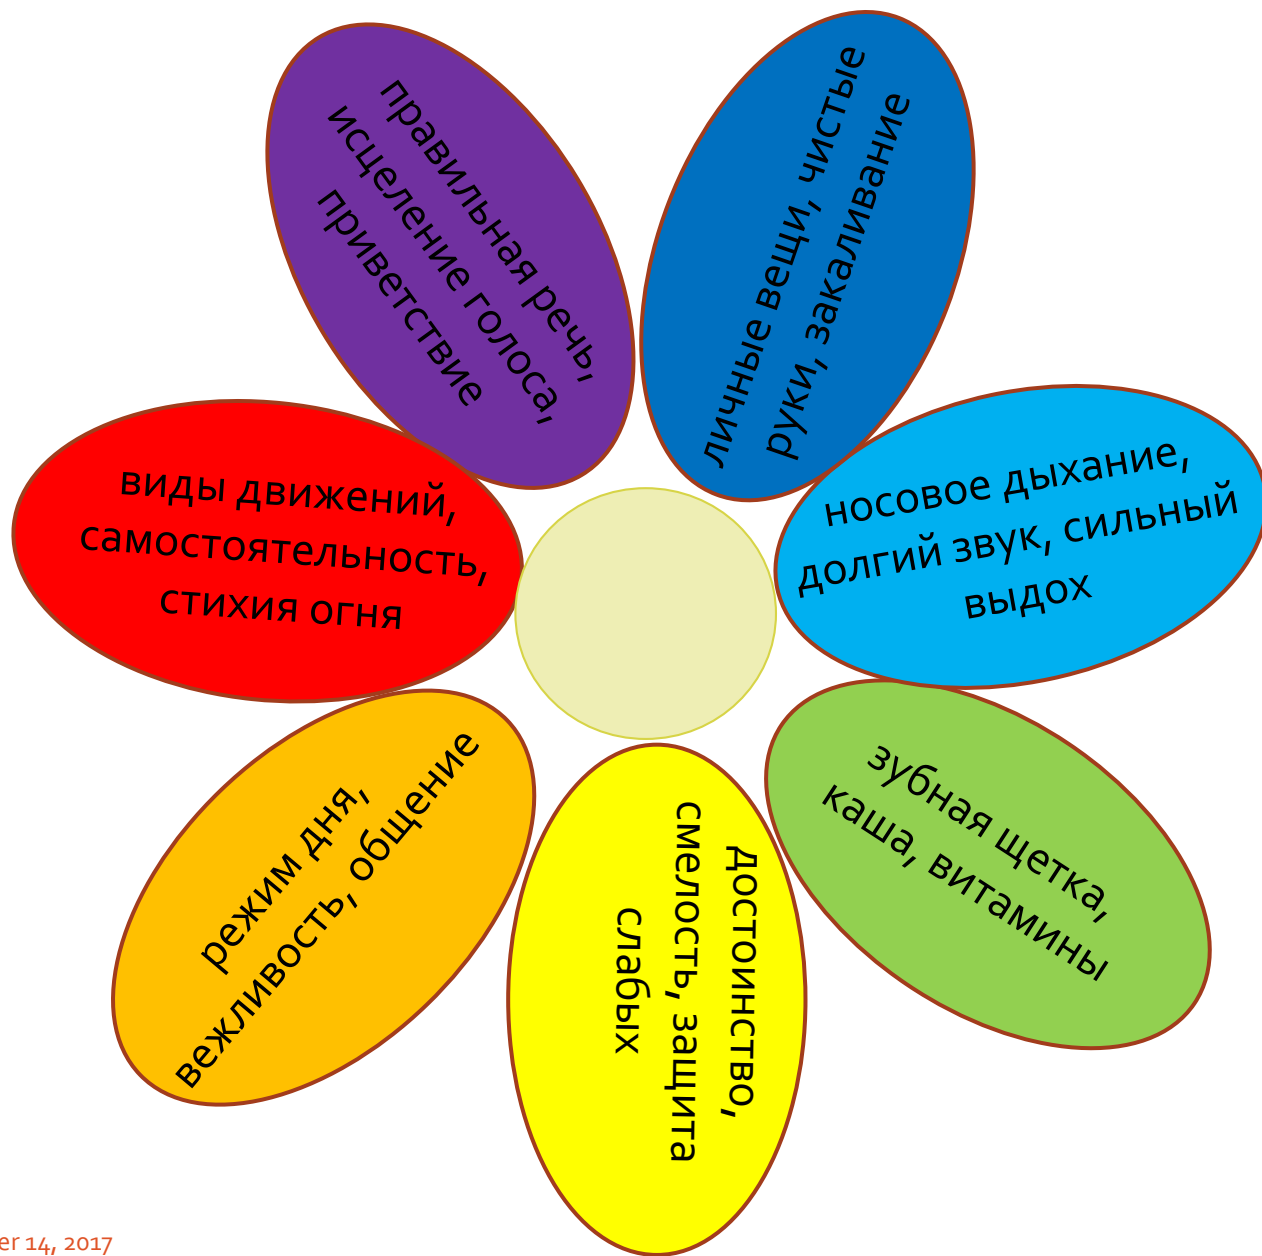 правильная речь,
исцеление голоса,
приветствие
личные вещи, чистые
руки, закаливание
носовое дыхание,
долгий звук, сильный
выдох
зубная щетка,
каша, витамины
достоинство,
смелость, защита
слабых
режим дня,
вежливость, общение
виды движений,
самостоятельность,
стихия огня
er 14, 2017